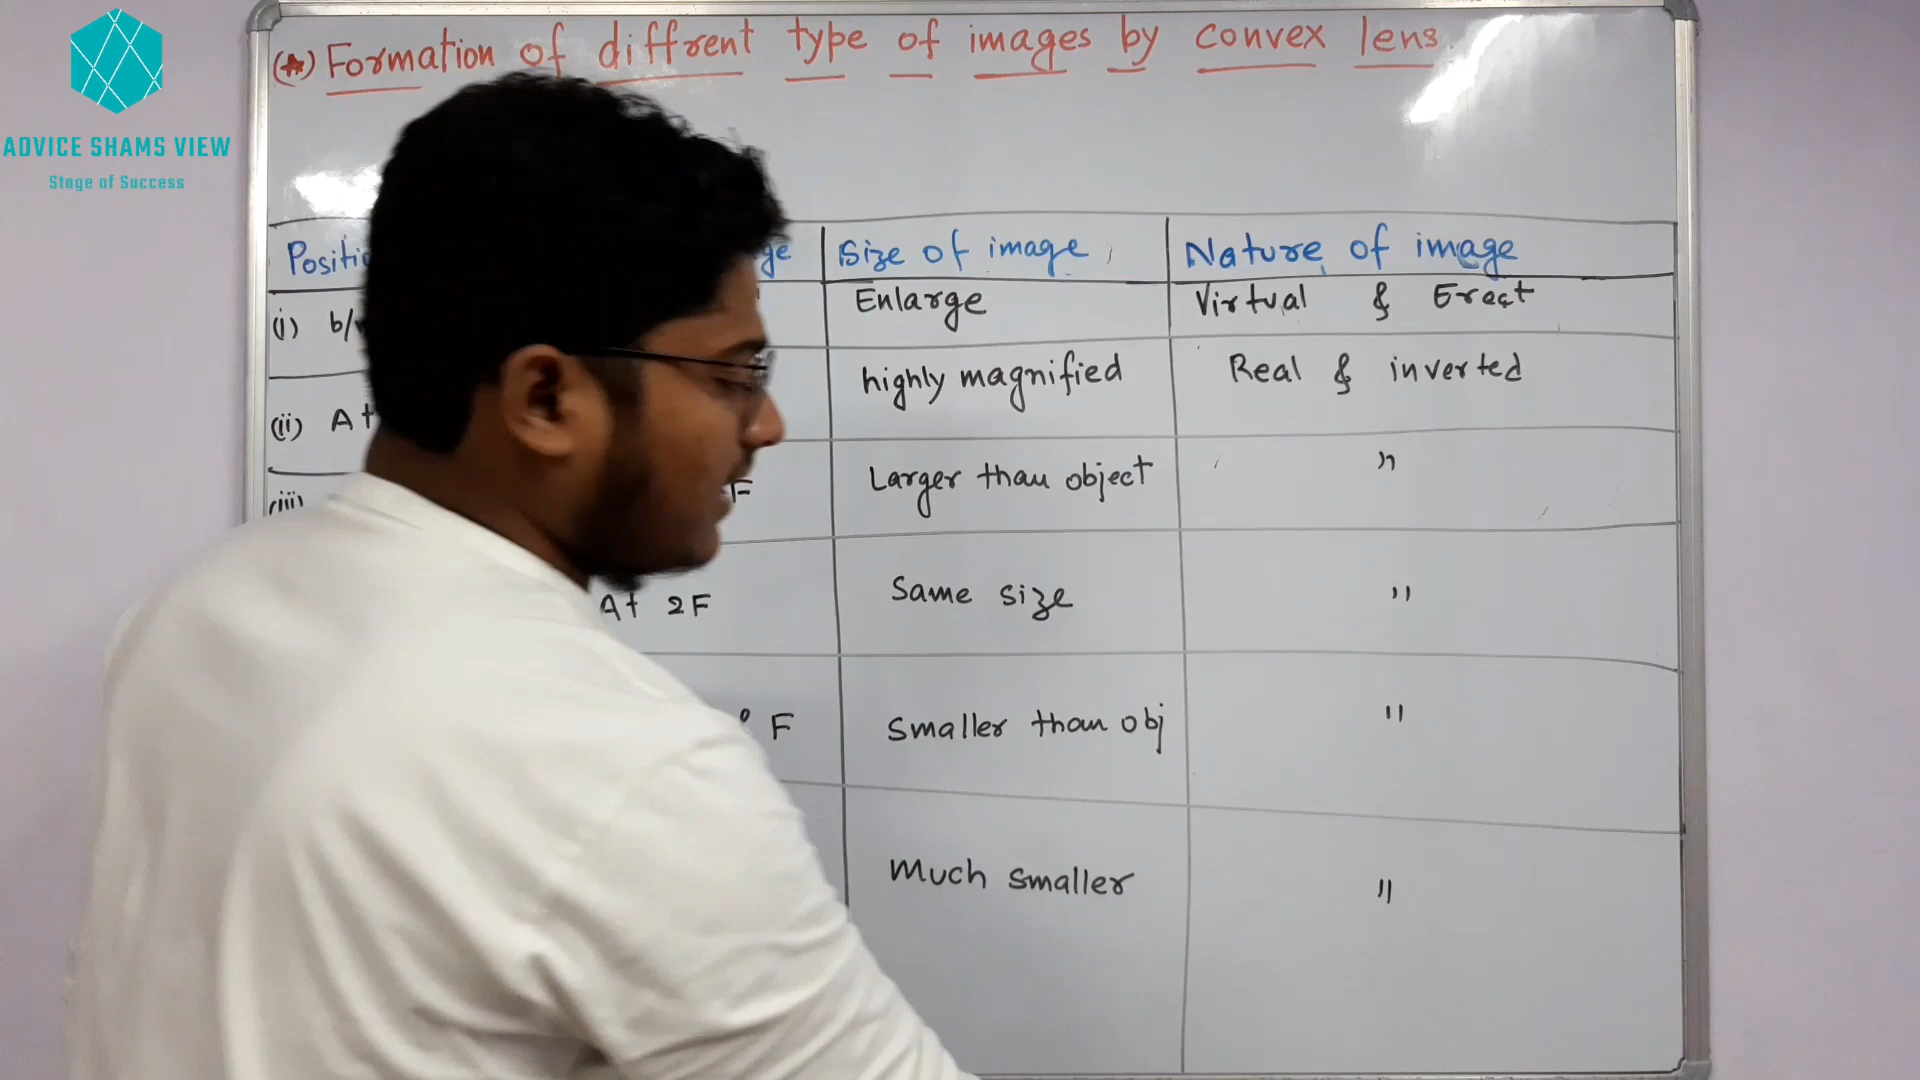 ADVICE SHAMS VIEW
Stage of Success
(*) Formation of diffrent type of images by convex lens.
Size of image Nature of image
(i) Enlarge Virtual & Erect
(ii) At highly magnified Real & inverted
(iii) F Larger than object "
At 2F Same size "
F Smaller than obj "
Much smaller "